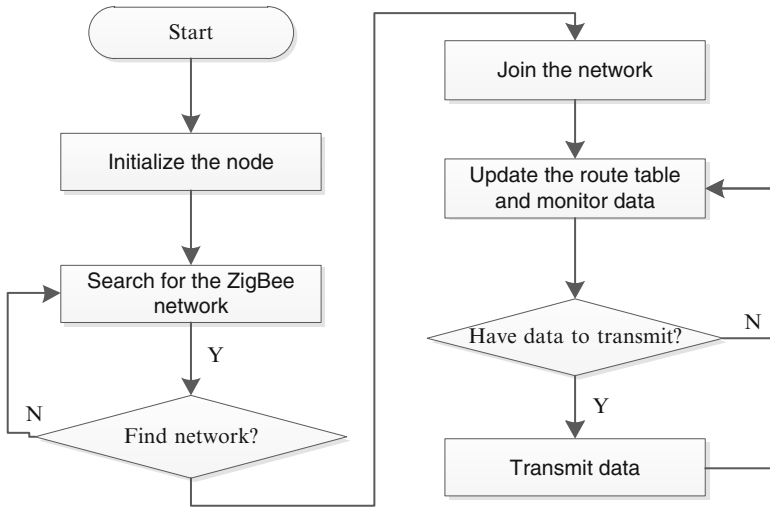 Start
Initialize the node
Search for the ZigBee
network
Y
N
Find network?
Join the network
Update the route table
and monitor data
Have data to transmit?
N
Y
Transmit data